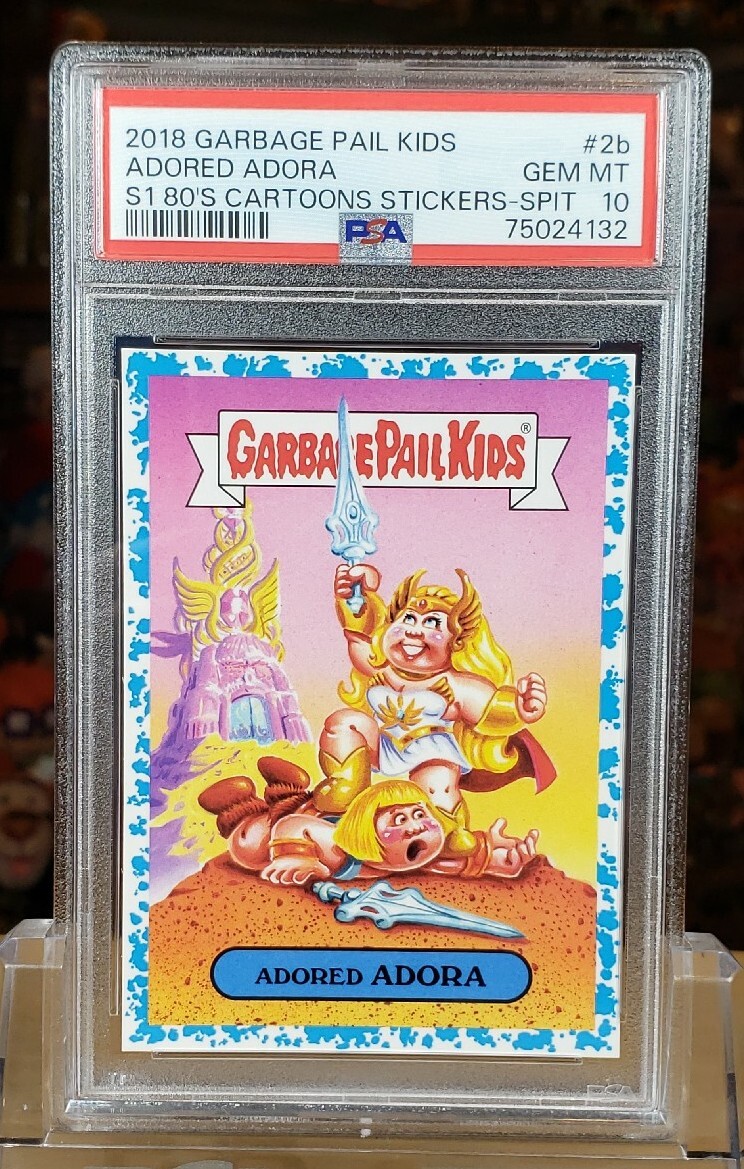 2018 GARBAGE PAIL KIDS #2b
ADORED ADORA GEM MT
S1 80'S CARTOONS STICKERS-SPIT 10
PSA 75024132
GARBAGE PAIL KIDS®
ADORED ADORA
PSA